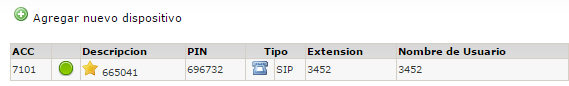 Agregar nuevo dispositivo
ACC Descripcion PIN Tipo Extension Nombre de Usuario
7101 665041 696732 SIP 3452 3452